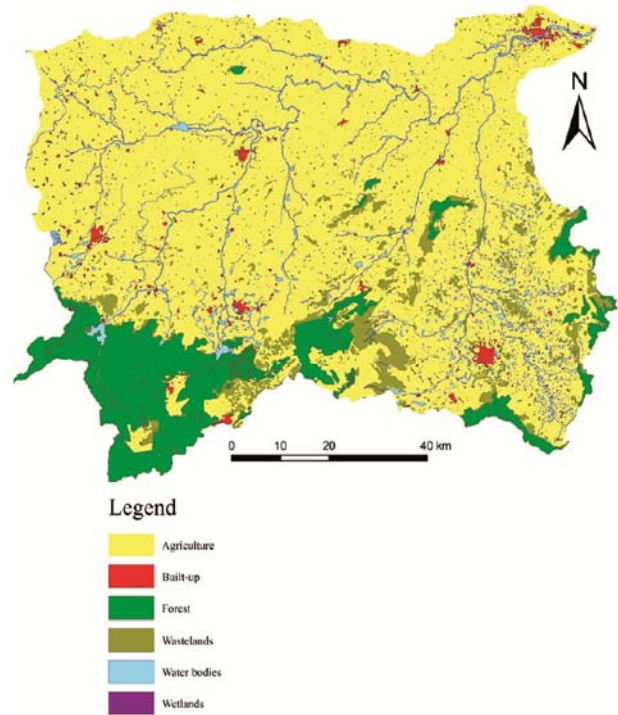 N
0 10 20 40 km
Legend
Agriculture
Built-up
Forest
Wastelands
Water bodies
Wetlands